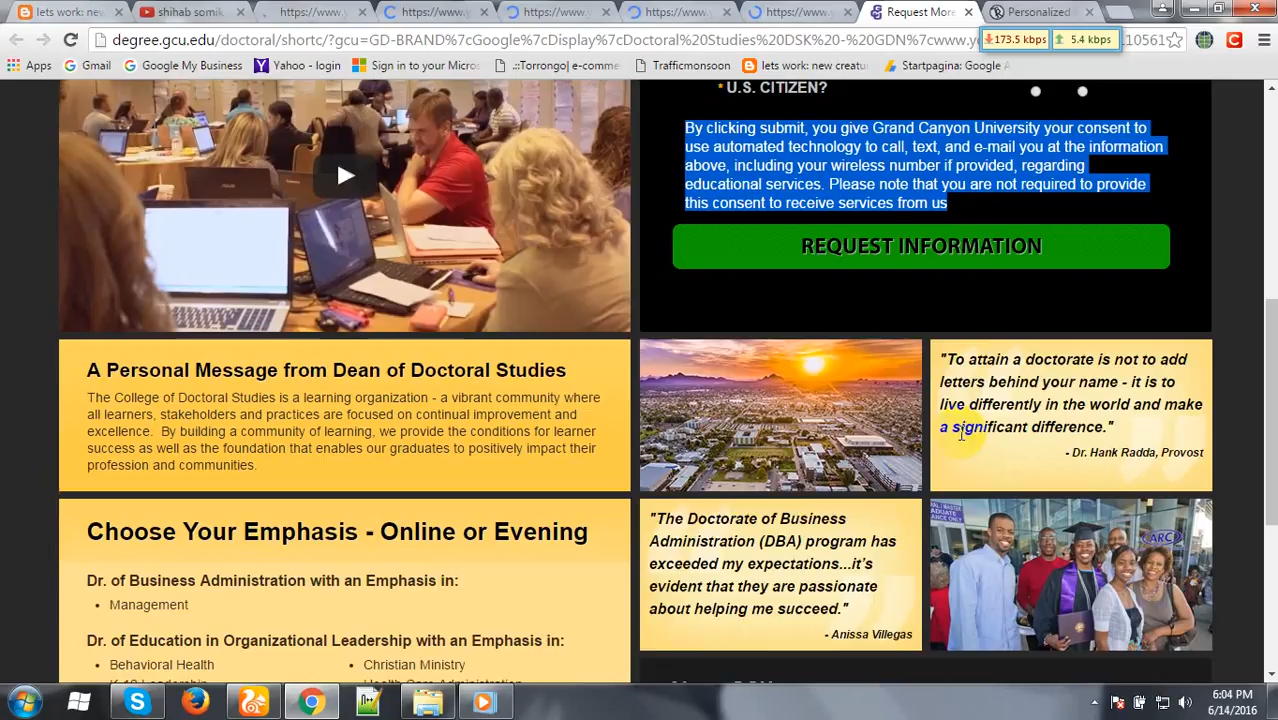 lets work: new
shihab somik
https://www.y
https://www.
https://www.
https://www.
https://www.
Request More
Personalized
degree.gcu.edu/doctoral/shortc/?gcu=GD-BRAND%7cGoogle%7cDisplay%7cDoctoral%20Studies%20DSK%20-%20GDN%7cwww.y
173.5 kbps
5.4 kbps
10561
Apps
Gmail
Google My Business
Yahoo - login
Sign in to your Micros
.::Torrongo| e-comme
Trafficmonsoon
lets work: new creatu
Startpagina: Google A
* U.S. CITIZEN?
By clicking submit, you give Grand Canyon University your consent to
use automated technology to call, text, and e-mail you at the information
above, including your wireless number if provided, regarding
educational services. Please note that you are not required to provide
this consent to receive services from us
REQUEST INFORMATION
A Personal Message from Dean of Doctoral Studies
The College of Doctoral Studies is a learning organization - a vibrant community where
all learners, stakeholders and practices are focused on continual improvement and
excellence. By building a community of learning, we provide the conditions for learner
success as well as the foundation that enables our graduates to positively impact their
profession and communities.
"To attain a doctorate is not to add
letters behind your name - it is to
live differently in the world and make
a significant difference."
- Dr. Hank Radda, Provost
Choose Your Emphasis - Online or Evening
Dr. of Business Administration with an Emphasis in:
• Management
Dr. of Education in Organizational Leadership with an Emphasis in:
• Behavioral Health
• Christian Ministry
"The Doctorate of Business
Administration (DBA) program has
exceeded my expectations...it's
evident that they are passionate
about helping me succeed."
- Anissa Villegas
6:04 PM
6/14/2016